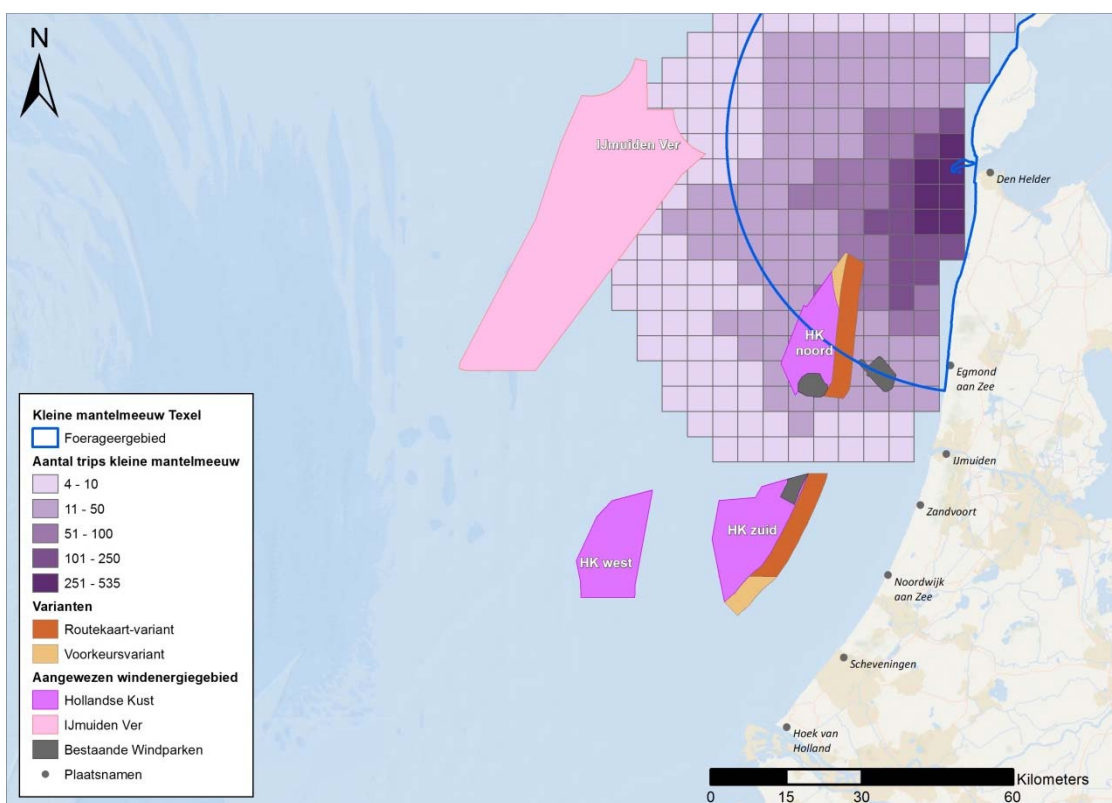 N
IJmuiden Ver
Den Helder
HK
noord
Egmond
aan Zee
IJmuiden
Zandvoort
HK zuid
HK west
Noordwijk
aan Zee
Scheveningen
Hoek van
Holland
Kleine mantelmeeuw Texel
Foerageergebied
Aantal trips kleine mantelmeeuw
4 - 10
11 - 50
51 - 100
101 - 250
251 - 535
Varianten
Routekaart-variant
Voorkeursvariant
Aangewezen windenergiegebied
Hollandse Kust
IJmuiden Ver
Bestaande Windparken
Plaatsnamen
Kilometers
0 15 30 60